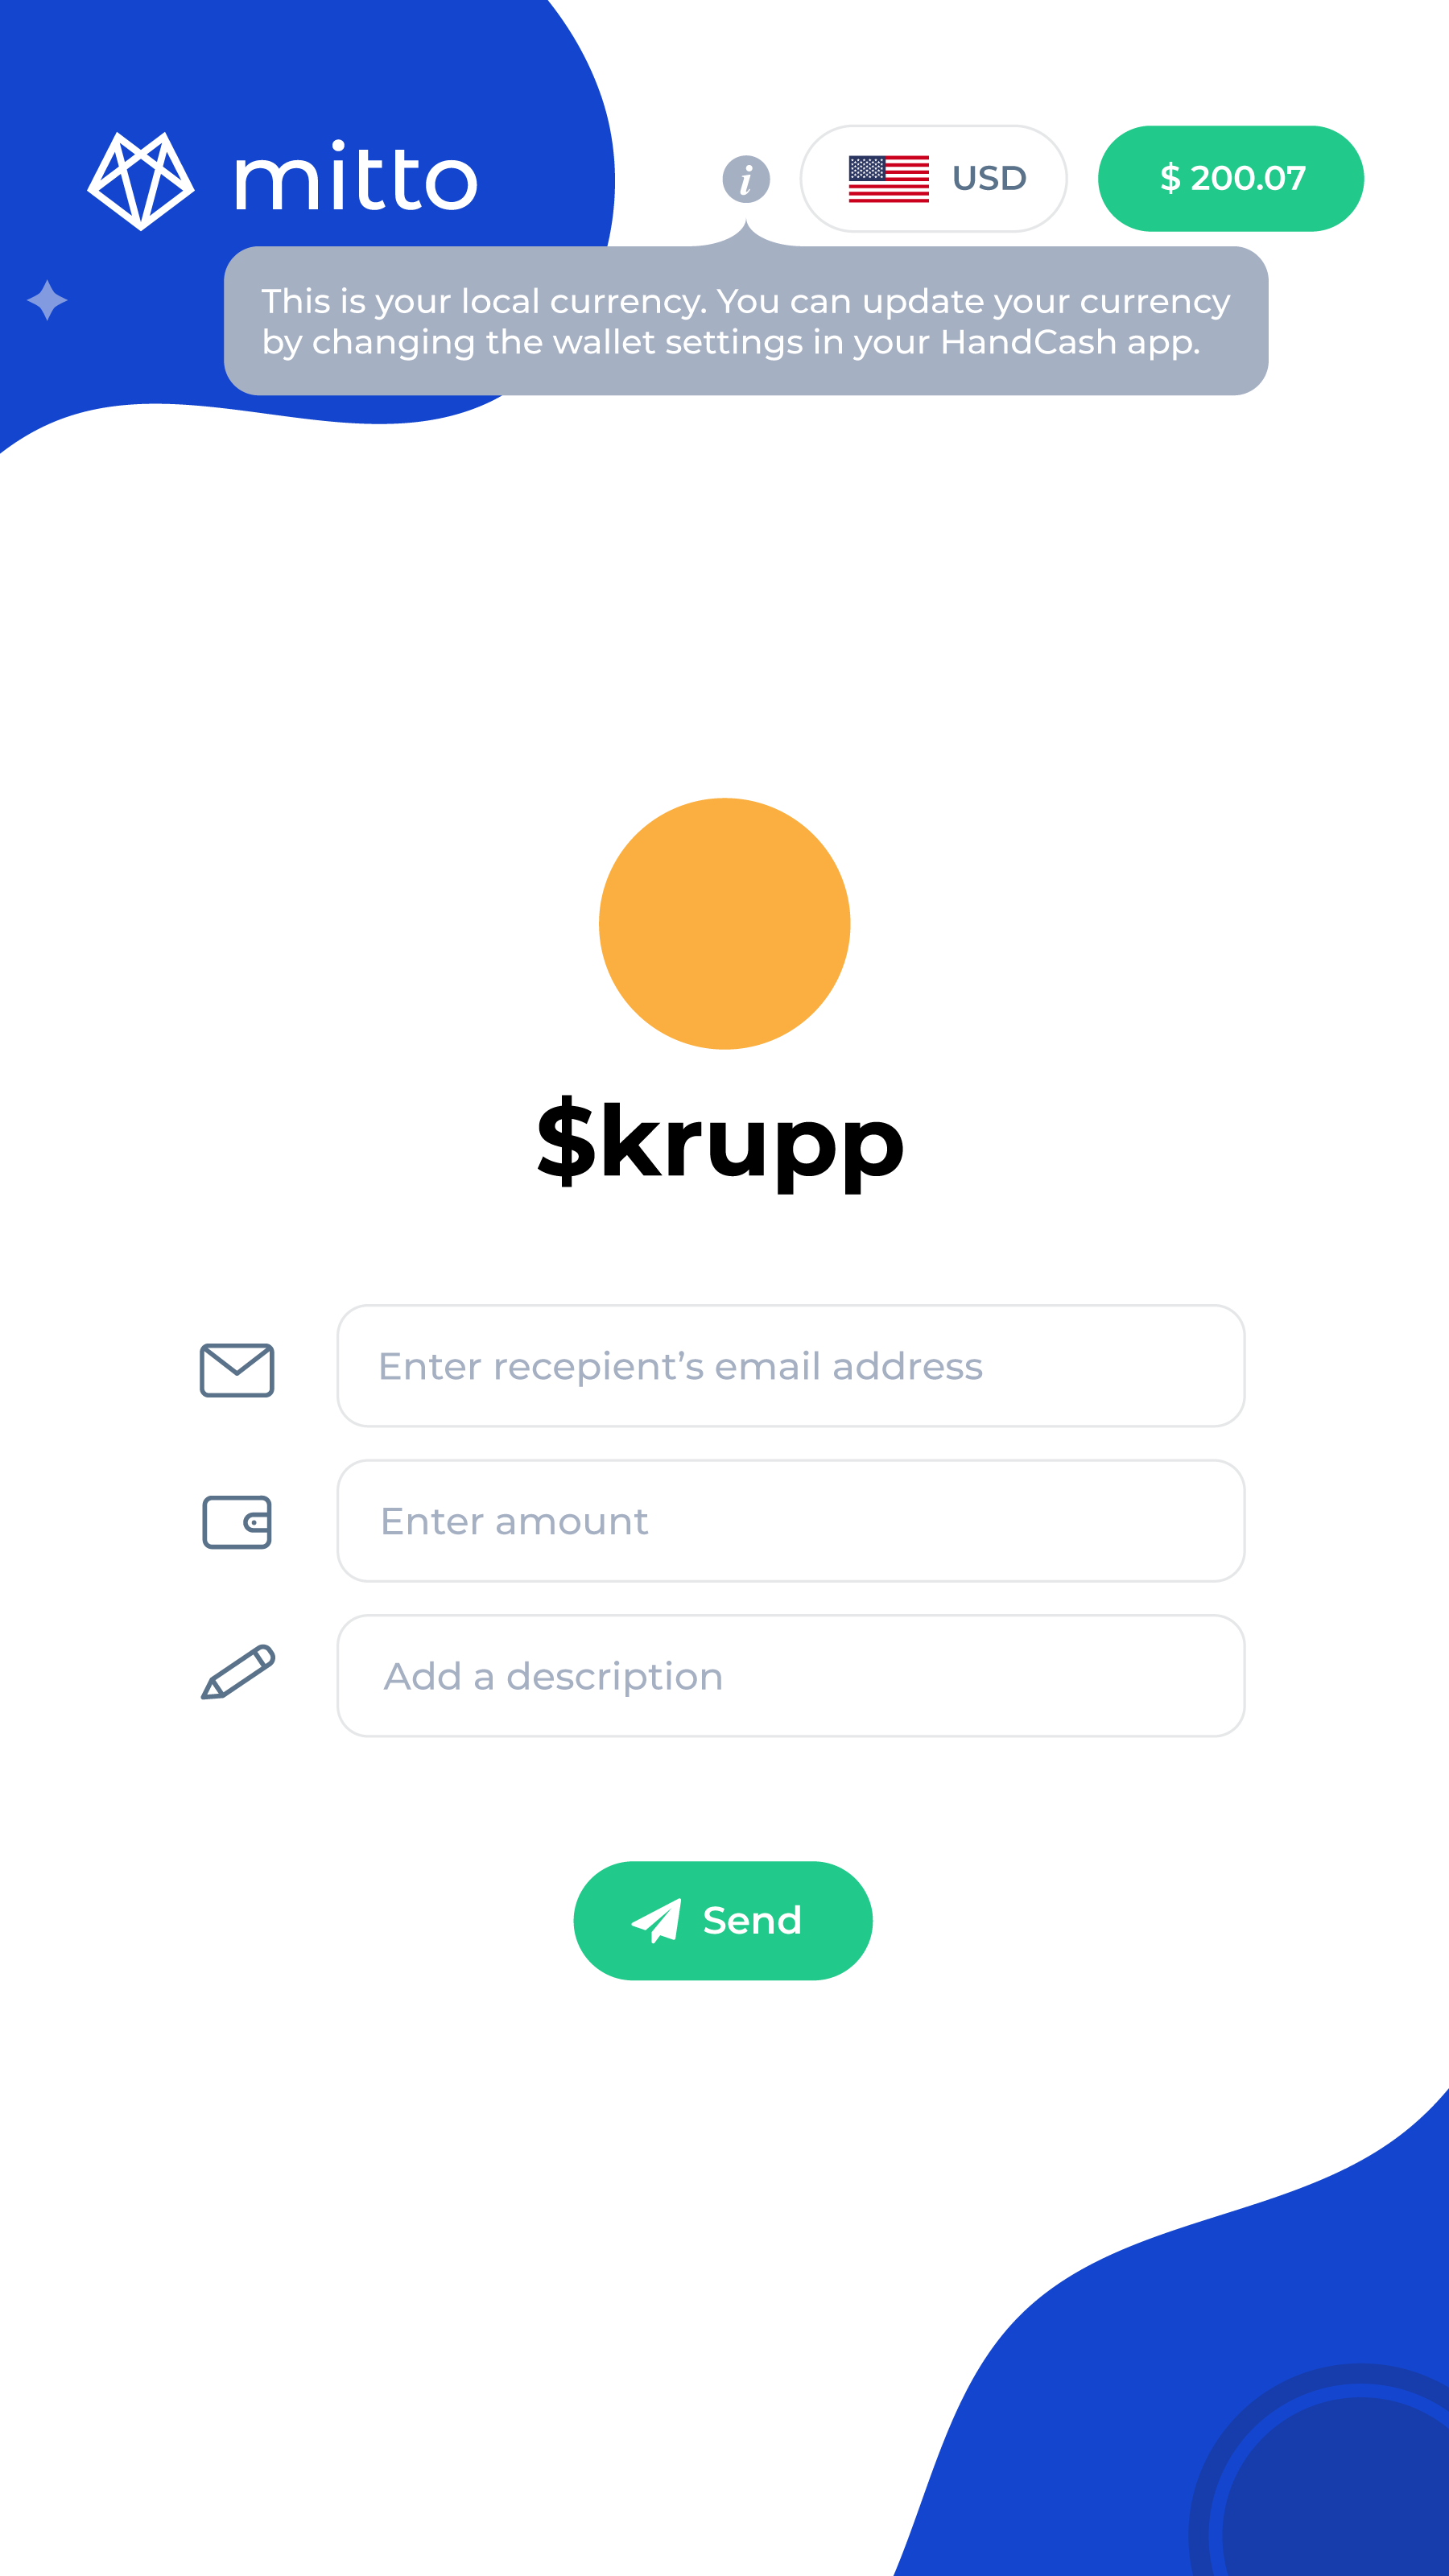 mitto
i
USD
$ 200.07
This is your local currency. You can update your currency
by changing the wallet settings in your HandCash app.
$krupp
Enter recepient’s email address
Enter amount
Add a description
Send